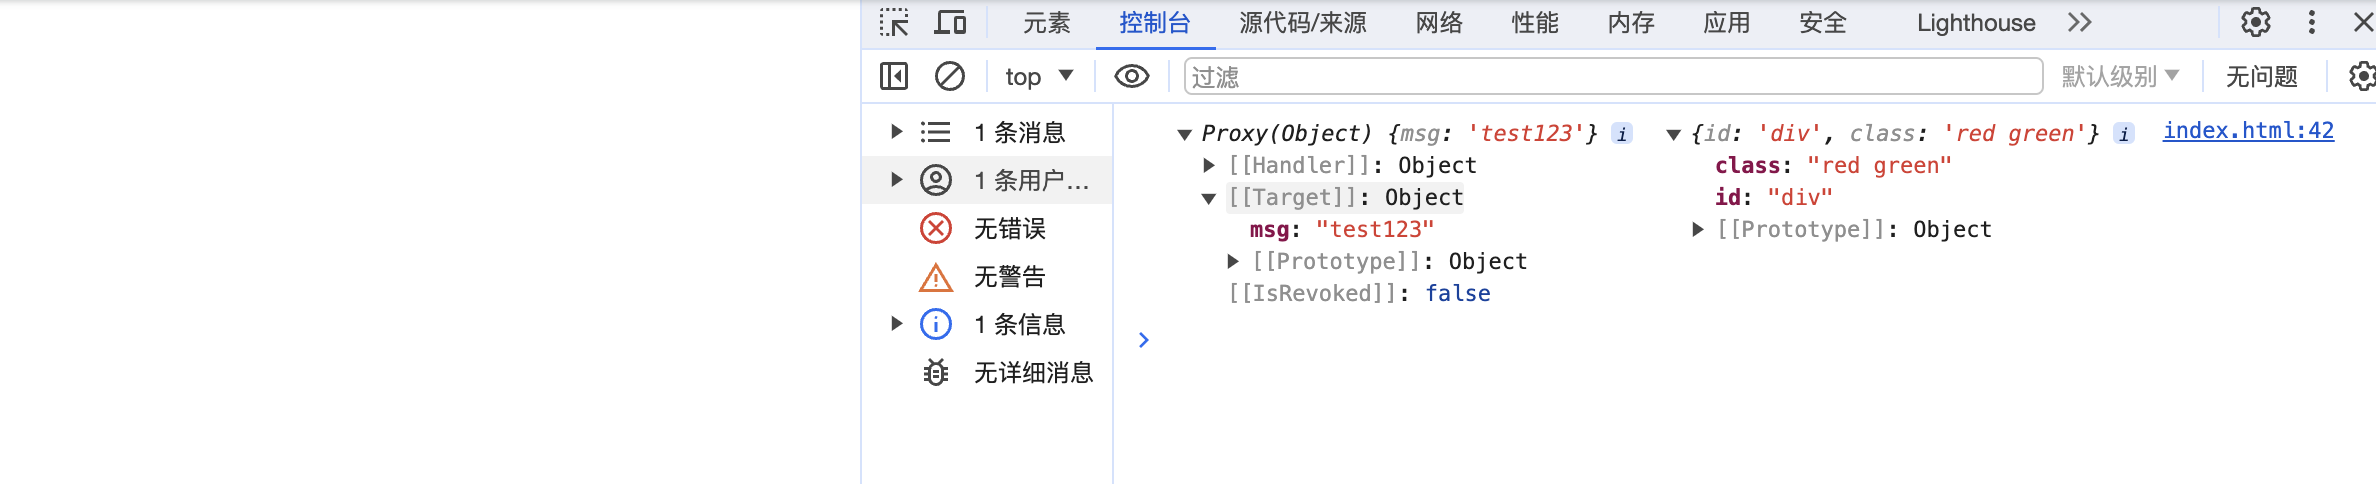 元素 控制台 源代码/来源 网络 性能 内存 应用 安全 Lighthouse
top 过滤 默认级别 无问题
1 条消息
1 条用户...
无错误
无警告
1 条信息
无详细消息
Proxy(Object) {msg: 'test123'} i
[[Handler]]: Object
[[Target]]: Object
msg: "test123"
[[Prototype]]: Object
[[IsRevoked]]: false
{id: 'div', class: 'red green'} i
class: "red green"
id: "div"
[[Prototype]]: Object
index.html:42